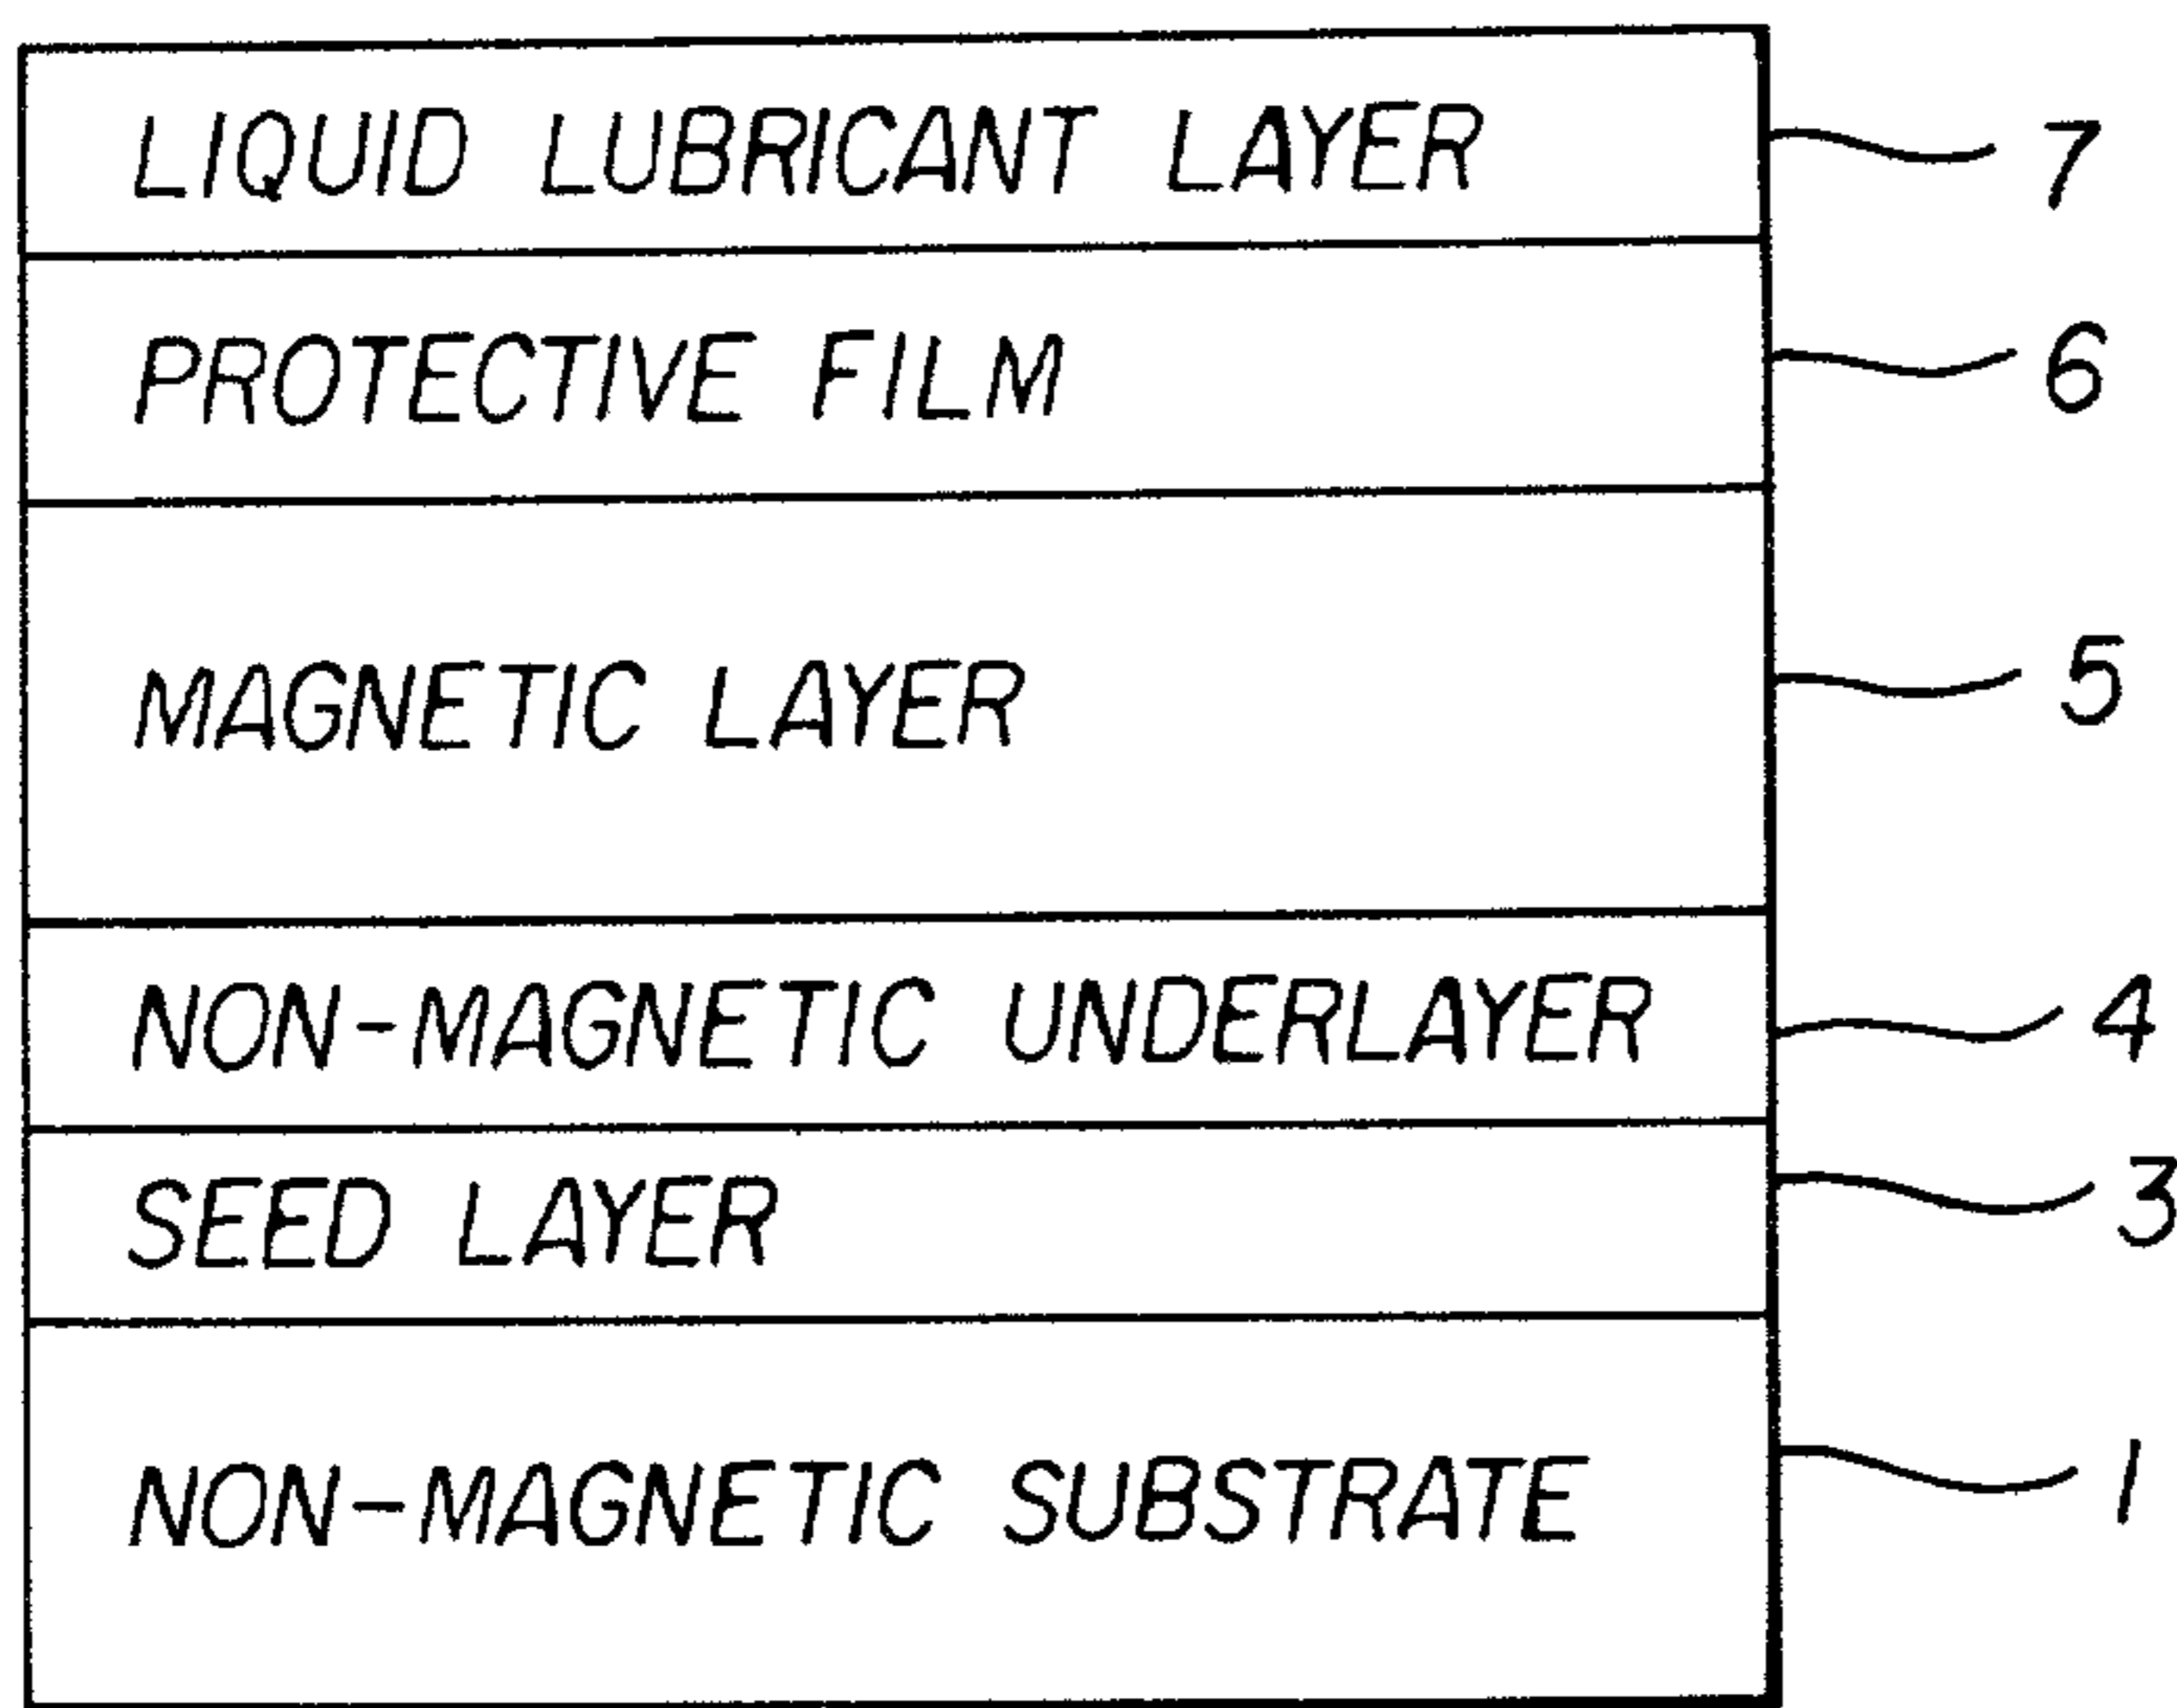 LIQUID LUBRICANT LAYER 7
PROTECTIVE FILM 6
MAGNETIC LAYER 5
NON-MAGNETIC UNDERLAYER 4
SEED LAYER 3
NON-MAGNETIC SUBSTRATE 1